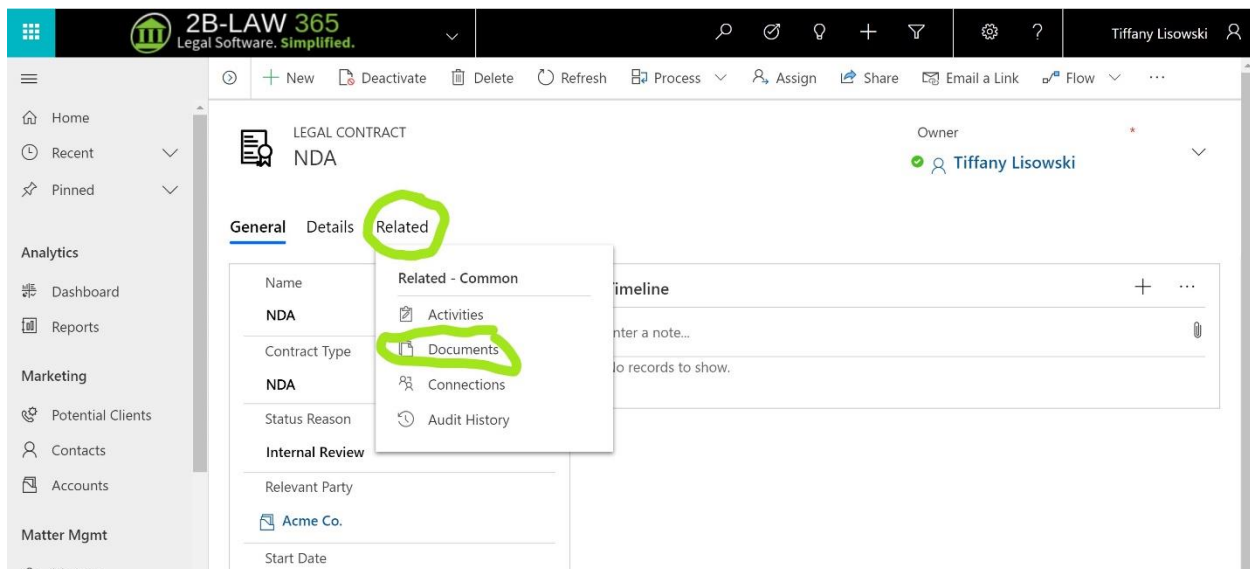 2B-LAW 365
Legal Software. Simplified.
Tiffany Lisowski
New Deactivate Delete Refresh Process Assign Share Email a Link Flow ...
Home
Recent
Pinned
Analytics
Dashboard
Reports
Marketing
Potential Clients
Contacts
Accounts
Matter Mgmt
LEGAL CONTRACT
NDA
Owner *
Tiffany Lisowski
General Details Related
Name
NDA
Contract Type
NDA
Status Reason
Internal Review
Relevant Party
Acme Co.
Start Date
Related - Common
Activities
Documents
Connections
Audit History
imeline
nter a note...
o records to show.